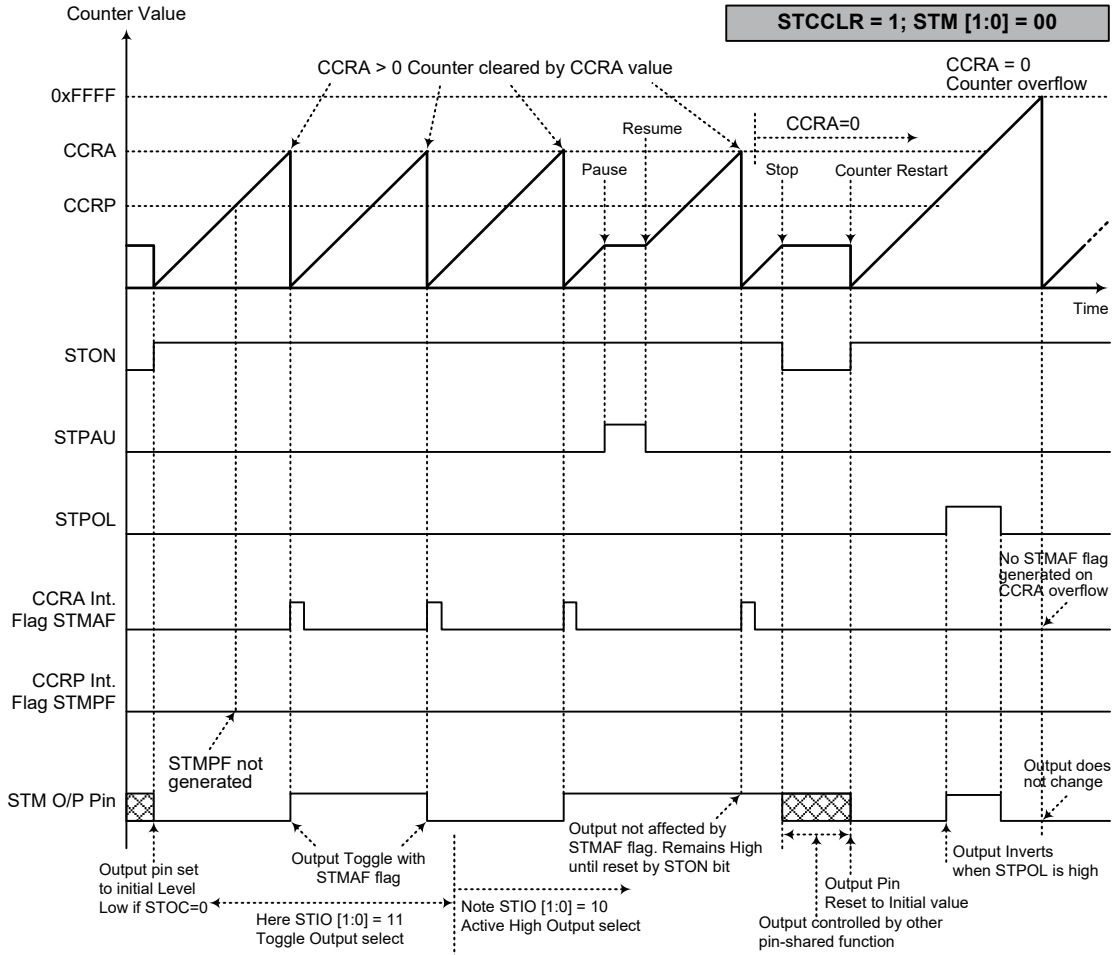 Counter Value
STCCLR = 1; STM [1:0] = 00
CCRA > 0 Counter cleared by CCRA value
CCRA = 0
Counter overflow
0xFFFF
CCRA=0
Resume
CCRA
Pause
Stop
Counter Restart
CCRP
Time
STON
STPAU
STPOL
No STMAF flag
generated on
CCRA overflow
CCRA Int.
Flag STMAF
CCRP Int.
Flag STMPF
STMPF not
generated
Output does
not change
STM O/P Pin
Output pin set
to initial Level
Low if STOC=0
Output Toggle with
STMAF flag
Output not affected by
STMAF flag. Remains High
until reset by STON bit
Output Inverts
when STPOL is high
Here STIO [1:0] = 11
Toggle Output select
Note STIO [1:0] = 10
Active High Output select
Output Pin
Reset to Initial value
Output controlled by other
pin-shared function